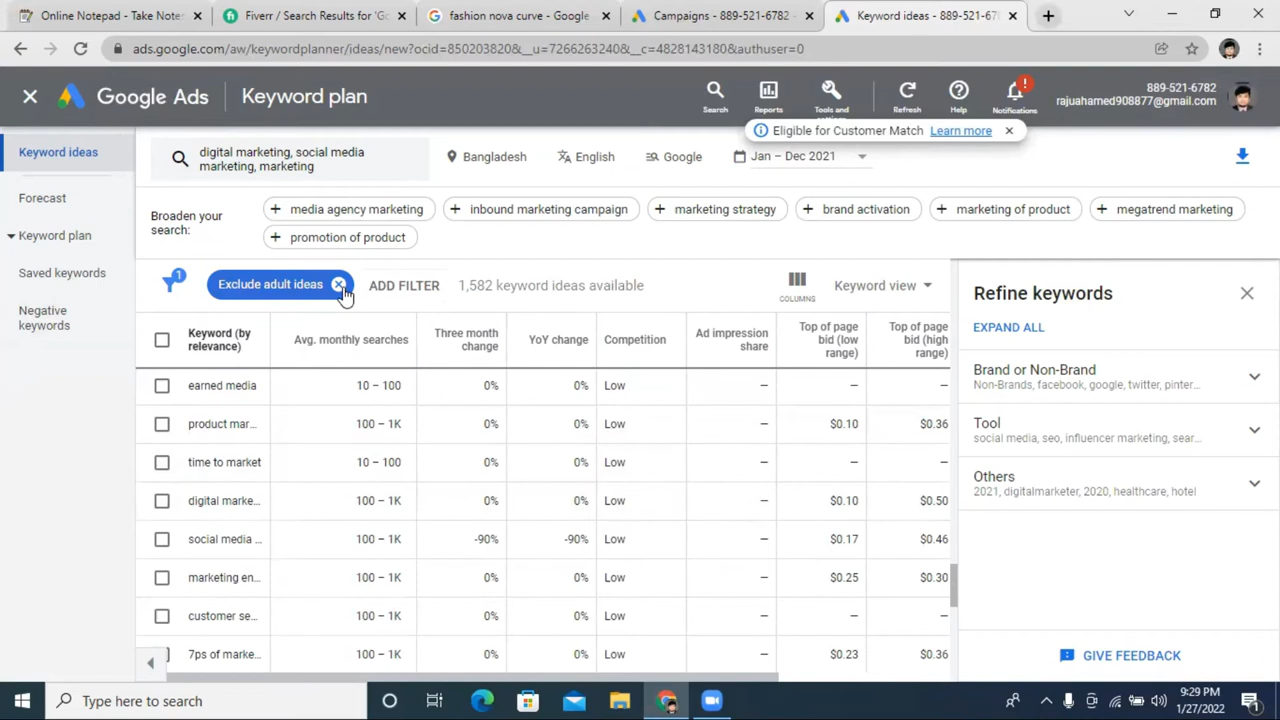 Online Notepad - Take Note
Fiverr / Search Results for 'Go
fashion nova curve - Google
Campaigns - 889-521-6782
Keyword ideas - 889-521-67
ads.google.com/aw/keywordplanner/ideas/new?ocid=850203820&__u=7266263240&__c=4828143180&authuser=0
Google Ads
Keyword plan
Search
Reports
Tools and
settings
Refresh
Help
!
Notifications
889-521-6782
rajuahamed908877@gmail.com
Eligible for Customer Match Learn more
Keyword ideas
Forecast
Keyword plan
Saved keywords
Negative
keywords
digital marketing, social media
marketing, marketing
Bangladesh
English
Google
Jan – Dec 2021
Broaden your
search:
+ media agency marketing
+ inbound marketing campaign
+ marketing strategy
+ brand activation
+ marketing of product
+ megatrend marketing
+ promotion of product
1
Exclude adult ideas
ADD FILTER
1,582 keyword ideas available
COLUMNS
Keyword view
Keyword (by
relevance)
Avg. monthly searches
Three month
change
YoY change
Competition
Ad impression
share
Top of page
bid (low
range)
Top of page
bid (high
range)
earned media 10 – 100 0% 0% Low – – –
product mar... 100 – 1K 0% 0% Low – $0.10 $0.36
time to market 10 – 100 0% 0% Low – – –
digital marke... 100 – 1K 0% 0% Low – $0.10 $0.50
social media ... 100 – 1K -90% -90% Low – $0.17 $0.46
marketing en... 100 – 1K 0% 0% Low – $0.25 $0.30
customer se... 100 – 1K 0% 0% Low – – –
7ps of marke... 100 – 1K 0% 0% Low – $0.23 $0.36
Refine keywords
EXPAND ALL
Brand or Non-Brand
Non-Brands, facebook, google, twitter, pinter...
Tool
social media, seo, influencer marketing, sear...
Others
2021, digitalmarketer, 2020, healthcare, hotel
GIVE FEEDBACK
Type here to search
9:29 PM
1/27/2022
1